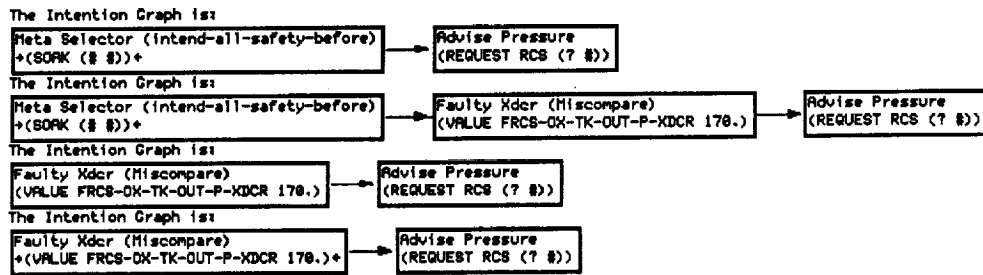 The Intention Graph is:
Meta Selector (intend-all-safety-before)
+(SOAK (# #))+
Advise Pressure
(REQUEST RCS (? #))
The Intention Graph is:
Meta Selector (intend-all-safety-before)
+(SOAK (# #))+
Faulty Xdcr (Miscompare)
(VALUE FRCS-OX-TK-OUT-P-XDCR 170.)
Advise Pressure
(REQUEST RCS (? #))
The Intention Graph is:
Faulty Xdcr (Miscompare)
(VALUE FRCS-OX-TK-OUT-P-XDCR 170.)
Advise Pressure
(REQUEST RCS (? #))
The Intention Graph is:
Faulty Xdcr (Miscompare)
+(VALUE FRCS-OX-TK-OUT-P-XDCR 170.)+
Advise Pressure
(REQUEST RCS (? #))